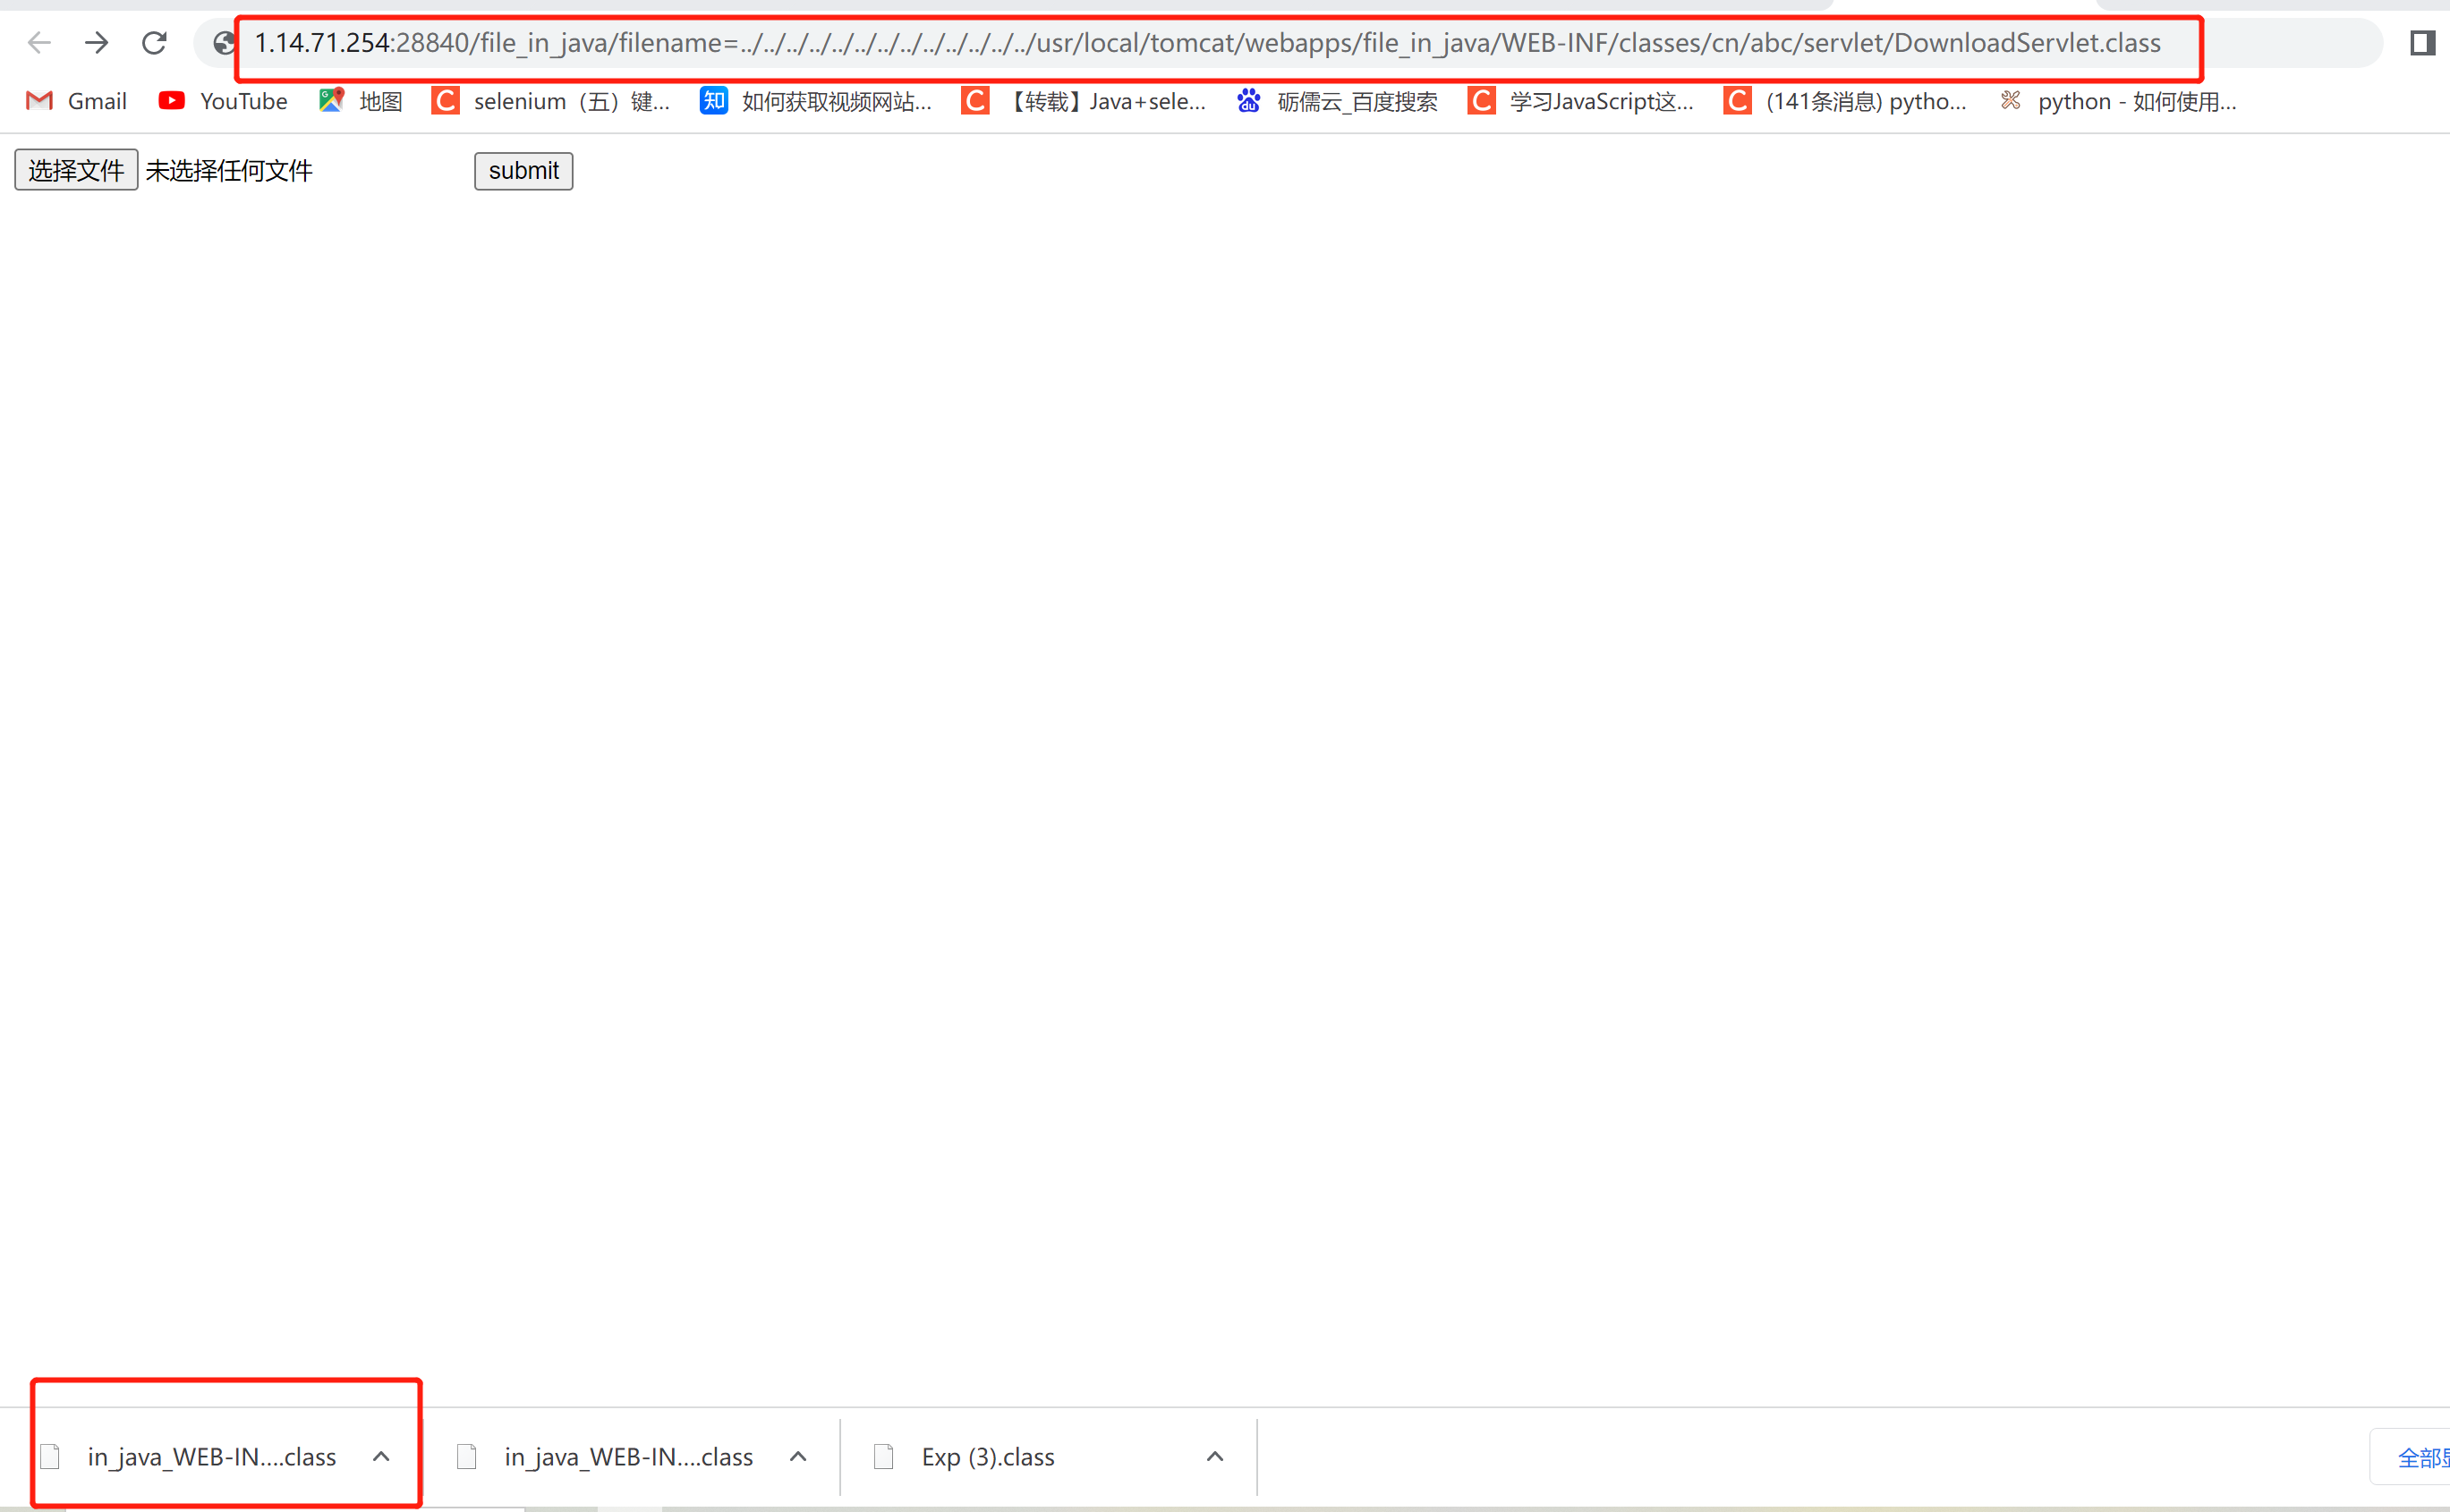 1.14.71.254:28840/file_in_java/filename=../../../../../../../../../../../../../usr/local/tomcat/webapps/file_in_java/WEB-INF/classes/cn/abc/servlet/DownloadServlet.class
Gmail YouTube 地图 selenium（五）键... 如何获取视频网站... 【转载】Java+sele... 砺儒云_百度搜索 学习JavaScript这... (141条消息) pytho... python - 如何使用...
选择文件 未选择任何文件 submit
in_java_WEB-IN....class in_java_WEB-IN....class Exp (3).class 全部